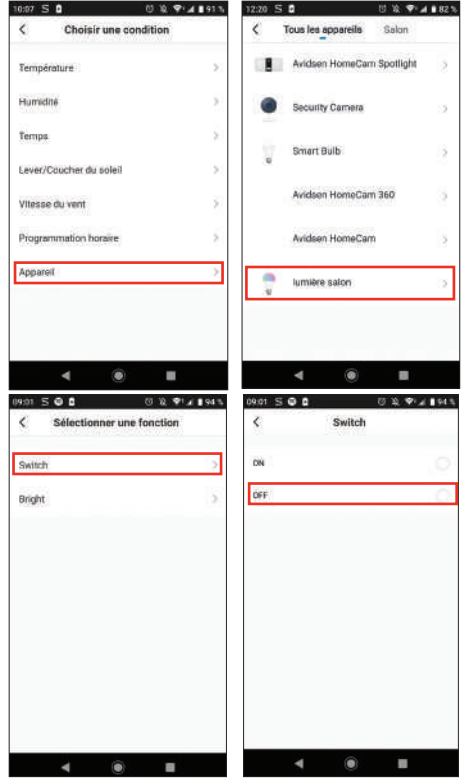 10:07 S 91 %
Choisir une condition
Température
Humidité
Temps
Lever/Coucher du soleil
Vitesse du vent
Programmation horaire
Appareil
12:20 S 82 %
Tous les appareils Salon
Avidsen HomeCam Spotlight
Security Camera
Smart Bulb
Avidsen HomeCam 360
Avidsen HomeCam
lumière salon
09:01 S 94 %
Sélectionner une fonction
Switch
Bright
09:01 S 94 %
Switch
ON
OFF